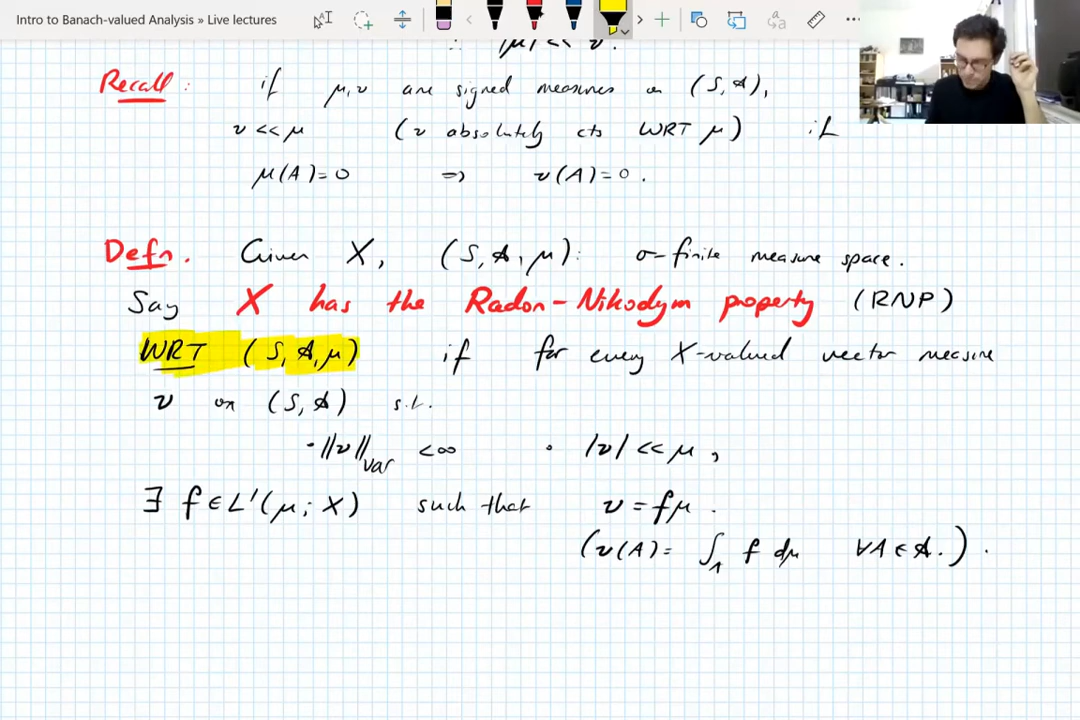 Intro to Banach-valued Analysis » Live lectures
|μ| << ν.
Recall: if μ, ν are signed measures on (S, A),
ν << μ (ν absolutely cts WRT μ) if
μ(A)=0 => ν(A)=0.
Defn. Given X, (S, A, μ): σ-finite measure space.
Say X has the Radon-Nikodym property (RNP)
WRT (S, A, μ) if for every X-valued vector measure
ν on (S, A) s.t.
• ||ν||var <∞ • |ν| << μ,
∃ f ∈ L'(μ; X) such that ν = fμ.
(ν(A) = ∫A f dμ ∀A ∈ A.).